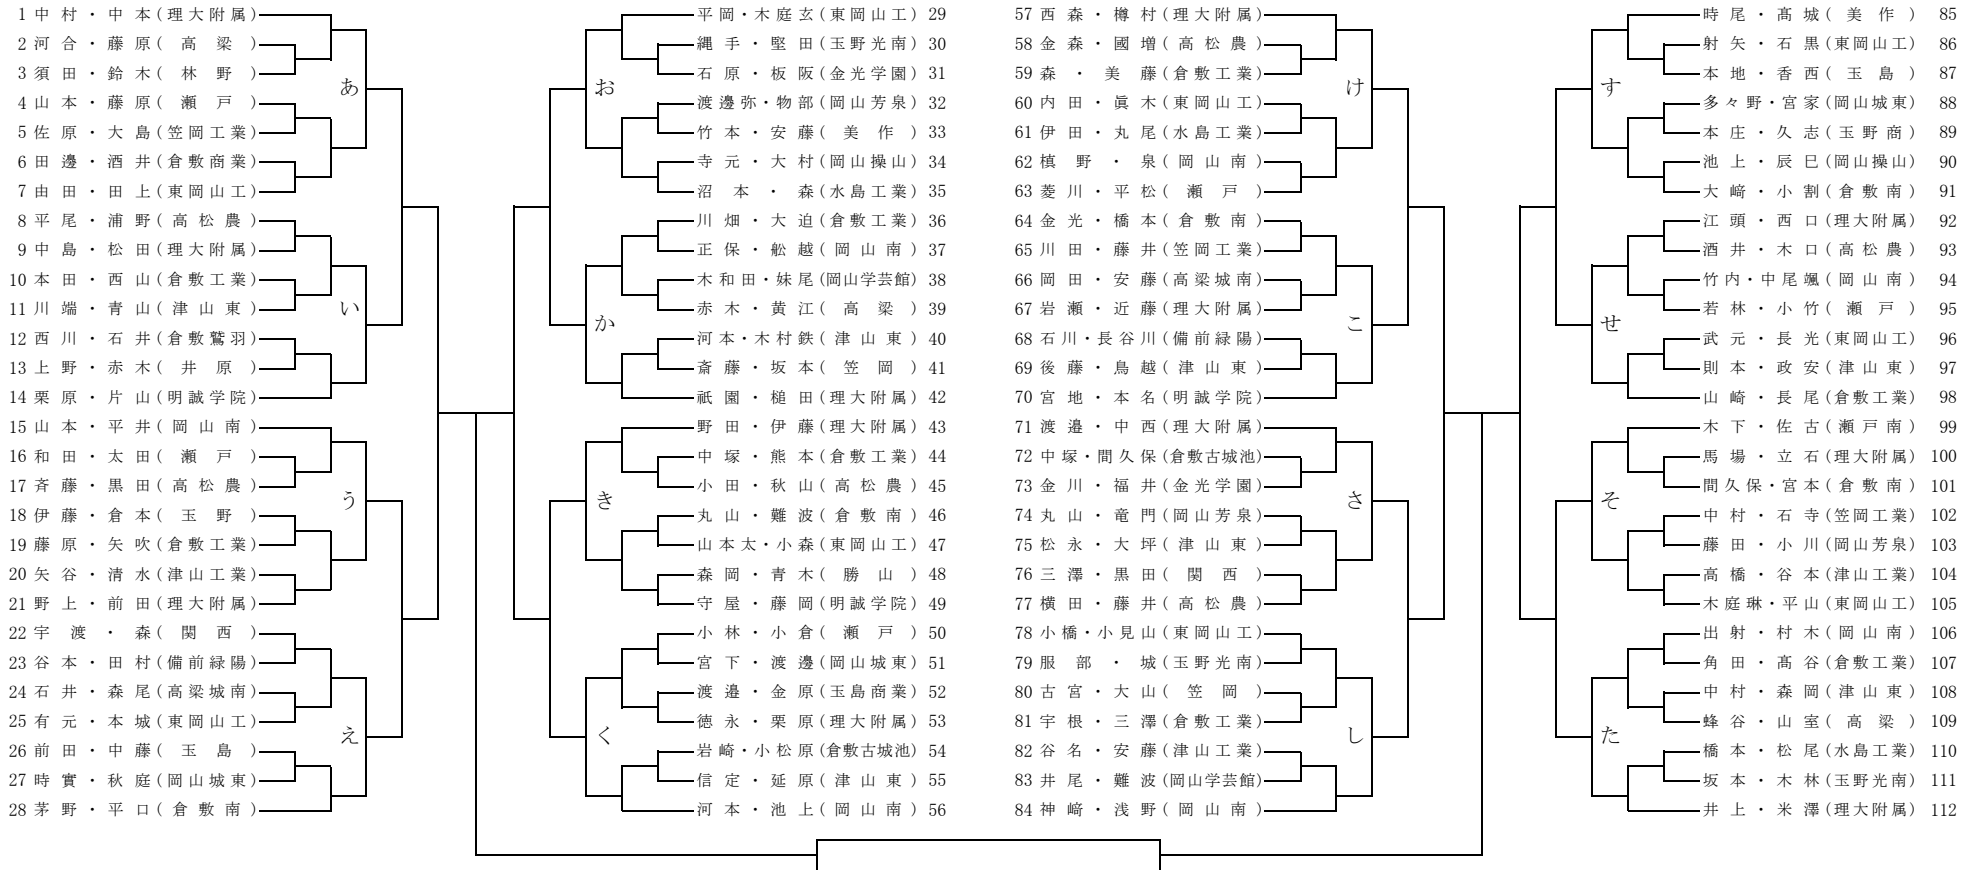 1 中村・中本(理大附属)
2 河合・藤原(高梁)
3 須田・鈴木(林野)
4 山本・藤原(瀬戸)
5 佐原・大島(笠岡工業)
6 田邊・酒井(倉敷商業)
7 由田・田上(東岡山工)
8 平尾・浦野(高松農)
9 中島・松田(理大附属)
10 本田・西山(倉敷工業)
11 川端・青山(津山東)
12 西川・石井(倉敷鷲羽)
13 上野・赤木(井原)
14 栗原・片山(明誠学院)
15 山本・平井(岡山南)
16 和田・太田(瀬戸)
17 斉藤・黒田(高松農)
18 伊藤・倉本(玉野)
19 藤原・矢吹(倉敷工業)
20 矢谷・清水(津山工業)
21 野上・前田(理大附属)
22 宇渡・森(関西)
23 谷本・田村(備前緑陽)
24 石井・森尾(高梁城南)
25 有元・本城(東岡山工)
26 前田・中藤(玉島)
27 時實・秋庭(岡山城東)
28 茅野・平口(倉敷南)
あ
い
う
え
平岡・木庭玄(東岡山工) 29
縄手・堅田(玉野光南) 30
石原・板阪(金光学園) 31
渡邊弥・物部(岡山芳泉) 32
竹本・安藤(美作) 33
寺元・大村(岡山操山) 34
沼本・森(水島工業) 35
川畑・大迫(倉敷工業) 36
正保・舩越(岡山南) 37
木和田・妹尾(岡山学芸館) 38
赤木・黄江(高梁) 39
河本・木村鉄(津山東) 40
斎藤・坂本(笠岡) 41
祇園・槌田(理大附属) 42
野田・伊藤(理大附属) 43
中塚・熊本(倉敷工業) 44
小田・秋山(高松農) 45
丸山・難波(倉敷南) 46
山本太・小森(東岡山工) 47
森岡・青木(勝山) 48
守屋・藤岡(明誠学院) 49
小林・小倉(瀬戸) 50
宮下・渡邊(岡山城東) 51
渡邉・金原(玉島商業) 52
徳永・栗原(理大附属) 53
岩崎・小松原(倉敷古城池) 54
信定・延原(津山東) 55
河本・池上(岡山南) 56
お
か
き
く
57 西森・樽村(理大附属)
58 金森・國増(高松農)
59 森・美藤(倉敷工業)
60 内田・眞木(東岡山工)
61 伊田・丸尾(水島工業)
62 槙野・泉(岡山南)
63 菱川・平松(瀬戸)
64 金光・橋本(倉敷南)
65 川田・藤井(笠岡工業)
66 岡田・安藤(高梁城南)
67 岩瀬・近藤(理大附属)
68 石川・長谷川(備前緑陽)
69 後藤・鳥越(津山東)
70 宮地・本名(明誠学院)
71 渡邉・中西(理大附属)
72 中塚・間久保(倉敷古城池)
73 金川・福井(金光学園)
74 丸山・竜門(岡山芳泉)
75 松永・大坪(津山東)
76 三澤・黒田(関西)
77 横田・藤井(高松農)
78 小橋・小見山(東岡山工)
79 服部・城(玉野光南)
80 古宮・大山(笠岡)
81 宇根・三澤(倉敷工業)
82 谷名・安藤(津山工業)
83 井尾・難波(岡山学芸館)
84 神﨑・浅野(岡山南)
け
こ
さ
し
時尾・髙城(美作) 85
射矢・石黒(東岡山工) 86
本地・香西(玉島) 87
多々野・宮家(岡山城東) 88
本庄・久志(玉野商) 89
池上・辰巳(岡山操山) 90
大﨑・小割(倉敷南) 91
江頭・西口(理大附属) 92
酒井・木口(高松農) 93
竹内・中尾颯(岡山南) 94
若林・小竹(瀬戸) 95
武元・長光(東岡山工) 96
則本・政安(津山東) 97
山崎・長尾(倉敷工業) 98
木下・佐古(瀬戸南) 99
馬場・立石(理大附属) 100
間久保・宮本(倉敷南) 101
中村・石寺(笠岡工業) 102
藤田・小川(岡山芳泉) 103
高橋・谷本(津山工業) 104
木庭琳・平山(東岡山工) 105
出射・村木(岡山南) 106
角田・髙谷(倉敷工業) 107
中村・森岡(津山東) 108
蜂谷・山室(高梁) 109
橋本・松尾(水島工業) 110
坂本・木林(玉野光南) 111
井上・米澤(理大附属) 112
す
せ
そ
た